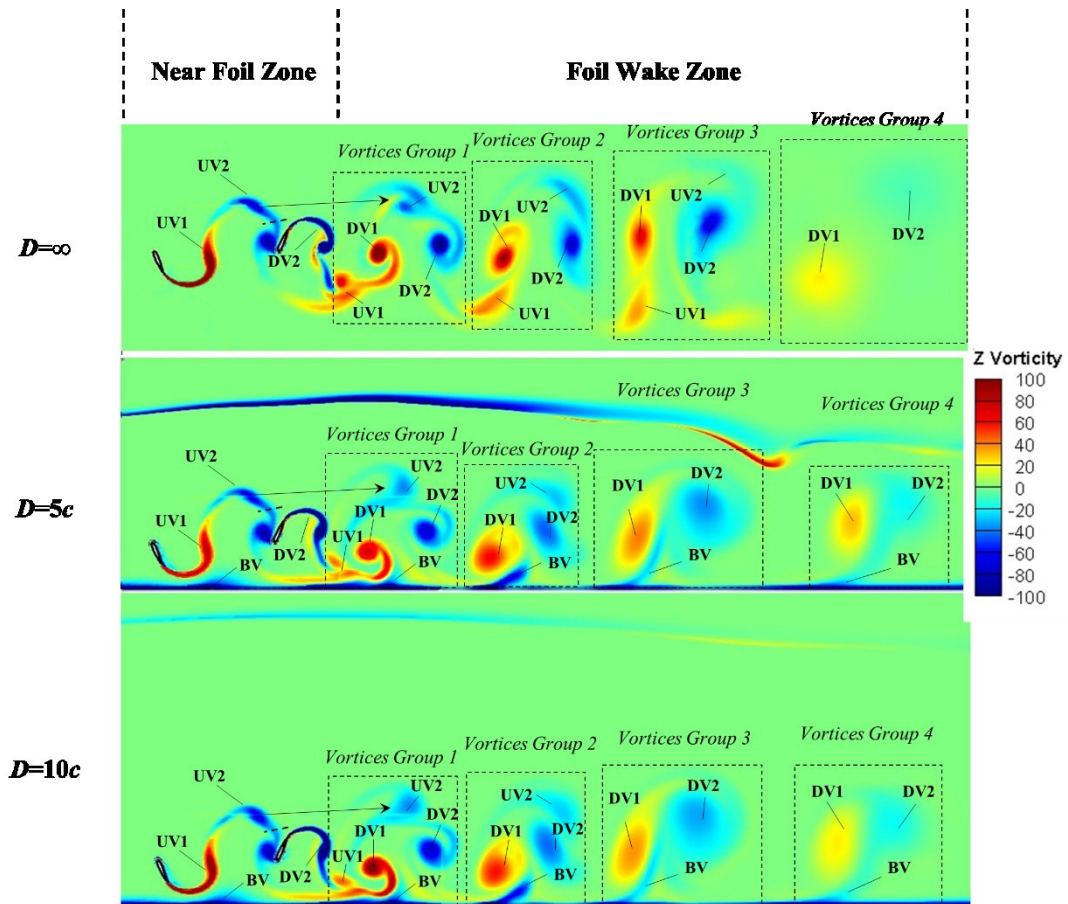 Near Foil Zone
Foil Wake Zone
D=∞
UV2
UV1
DV2
Vortices Group 1
UV2
DV1
DV2
UV1
Vortices Group 2
DV1
UV2
DV2
UV1
Vortices Group 3
DV1
UV2
DV2
UV1
Vortices Group 4
DV1
DV2
D=5c
UV2
UV1
BV
DV2
Vortices Group 1
UV2
DV1
DV2
UV1
BV
Vortices Group 2
UV2
DV1
DV2
BV
Vortices Group 3
DV1
DV2
BV
Vortices Group 4
DV1
DV2
BV
Z Vorticity
100
80
60
40
20
0
-20
-40
-60
-80
-100
D=10c
UV2
UV1
BV
DV2
Vortices Group 1
UV2
DV1
DV2
UV1
BV
Vortices Group 2
UV2
DV1
DV2
BV
Vortices Group 3
DV1
DV2
BV
Vortices Group 4
DV1
DV2
BV